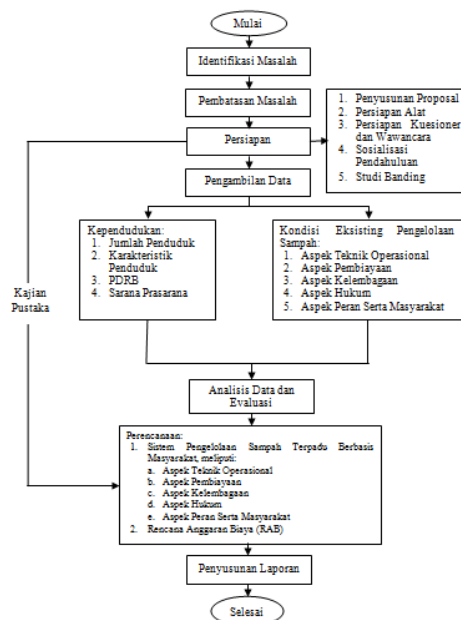 Mulai
Identifikasi Masalah
Pembatasan Masalah
Persiapan
1. Penyusunan Proposal
2. Persiapan Alat
3. Persiapan Kuesioner
dan Wawancara
4. Sosialisasi
Pendahuluan
5. Studi Banding
Pengambilan Data
Kependudukan:
1. Jumlah Penduduk
2. Karakteristik
Penduduk
3. PDRB
4. Sarana Prasarana
Kondisi Eksisting Pengelolaan
Sampah:
1. Aspek Teknik Operasional
2. Aspek Pembiayaan
3. Aspek Kelembagaan
4. Aspek Hukum
5. Aspek Peran Serta Masyarakat
Kajian
Pustaka
Analisis Data dan
Evaluasi
Perencanaan:
1. Sistem Pengelolaan Sampah Terpadu Berbasis
Masyarakat, meliputi:
a. Aspek Teknik Operasional
b. Aspek Pembiayaan
c. Aspek Kelembagaan
d. Aspek Hukum
e. Aspek Peran Serta Masyarakat
2. Rencana Anggaran Biaya (RAB)
Penyusunan Laporan
Selesai